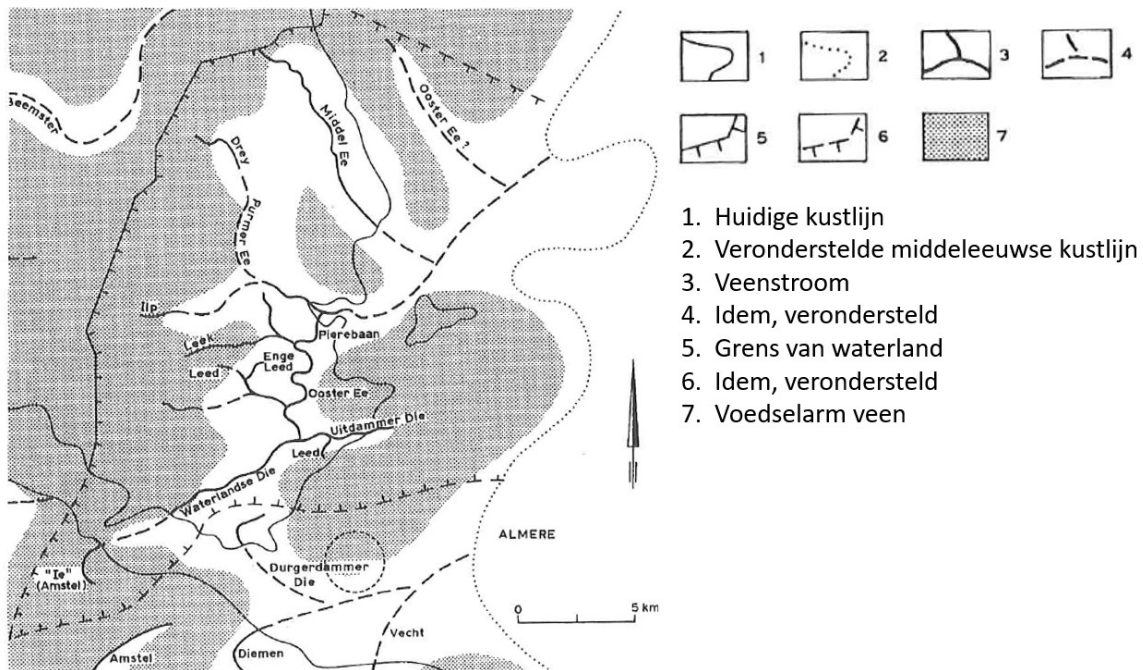 Beemster
Drey
Purmer Ee
Middel Ee
Ooster Ee ?
Ilp
Leek
Leed
Enge
Leed
Pierebaan
Ooster Ee
Uitdammer Die
Leed
Waterlandse Die
"Ie"
(Amstel)
Durgerdammer
Die
ALMERE
Amstel
Diemen
Vecht
0 5 km
1
2
3
4
5
6
7
1. Huidige kustlijn
2. Veronderstelde middeleeuwse kustlijn
3. Veenstroom
4. Idem, verondersteld
5. Grens van waterland
6. Idem, verondersteld
7. Voedselarm veen